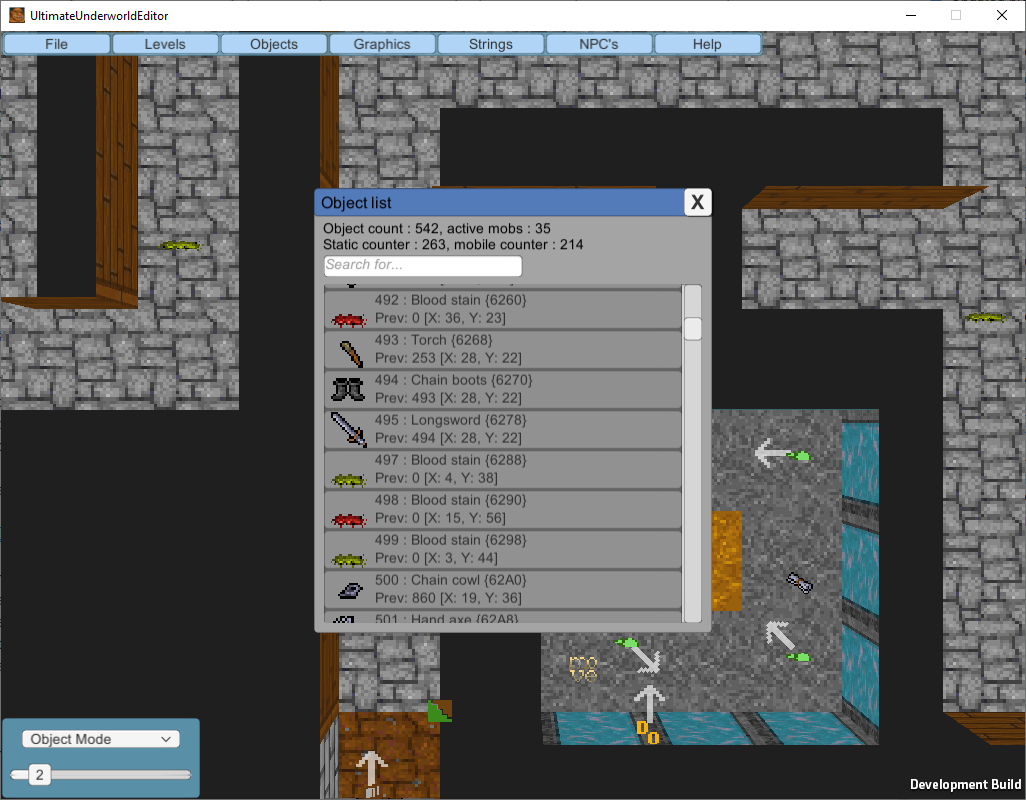 UltimateUnderworldEditor
File Levels Objects Graphics Strings NPC's Help
Object list X
Object count : 542, active mobs : 35
Static counter : 263, mobile counter : 214
Search for...
492 : Blood stain {6260}
Prev: 0 [X: 36, Y: 23]
493 : Torch {6268}
Prev: 253 [X: 28, Y: 22]
494 : Chain boots {6270}
Prev: 493 [X: 28, Y: 22]
495 : Longsword {6278}
Prev: 494 [X: 28, Y: 22]
497 : Blood stain {6288}
Prev: 0 [X: 4, Y: 38]
498 : Blood stain {6290}
Prev: 0 [X: 15, Y: 56]
499 : Blood stain {6298}
Prev: 0 [X: 3, Y: 44]
500 : Chain cowl {62A0}
Prev: 860 [X: 19, Y: 36]
501 : Hand axe {62A8}
mo
ve
D
O
Object Mode
2
Development Build